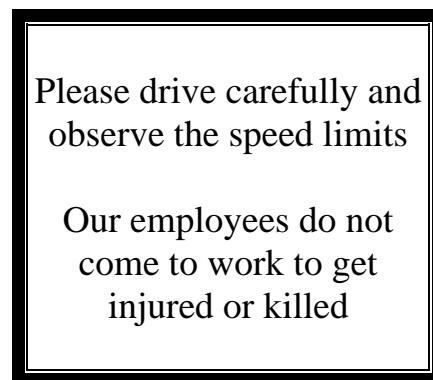 Please drive carefully and
observe the speed limits
Our employees do not
come to work to get
injured or killed